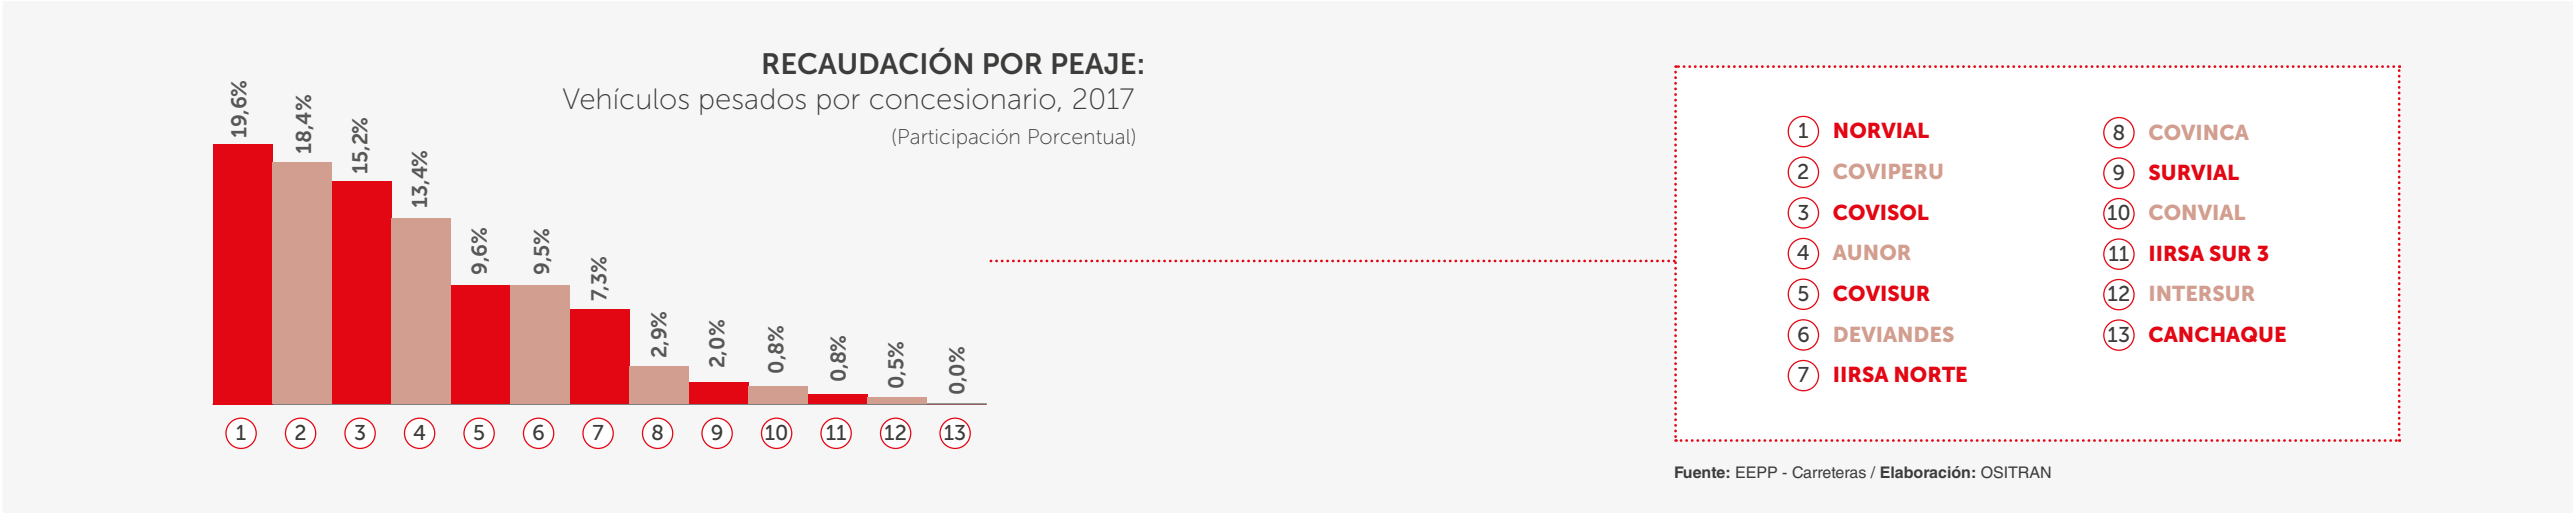 RECAUDACIÓN POR PEAJE:
Vehículos pesados por concesionario, 2017
(Participación Porcentual)
19,6%
18,4%
15,2%
13,4%
9,6%
9,5%
7,3%
2,9%
2,0%
0,8%
0,8%
0,5%
0,0%
1 2 3 4 5 6 7 8 9 10 11 12 13
1 NORVIAL
2 COVIPERU
3 COVISOL
4 AUNOR
5 COVISUR
6 DEVIANDES
7 IIRSA NORTE
8 COVINCA
9 SURVIAL
10 CONVIAL
11 IIRSA SUR 3
12 INTERSUR
13 CANCHAQUE
Fuente: EEPP - Carreteras / Elaboración: OSITRAN